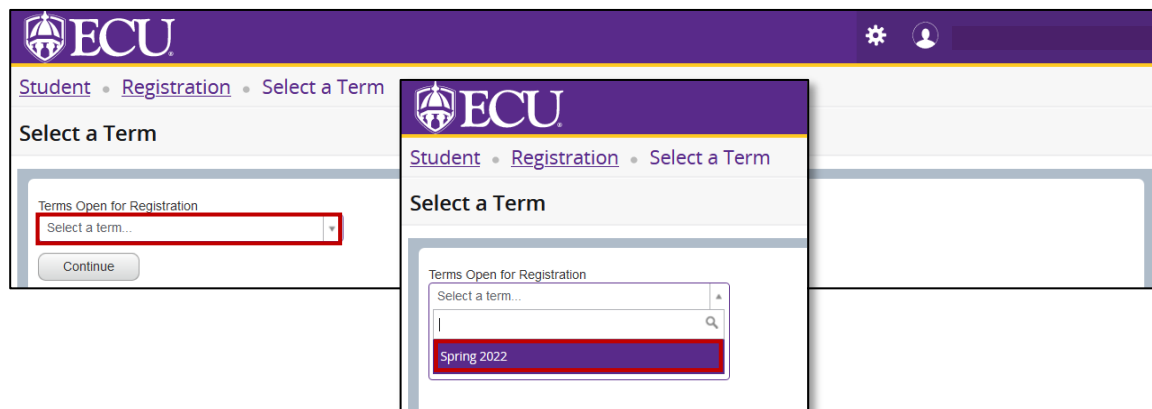 ECU
Student • Registration • Select a Term
Select a Term
Terms Open for Registration
Select a term...
Continue
ECU
Student • Registration • Select a Term
Select a Term
Terms Open for Registration
Select a term...
Spring 2022